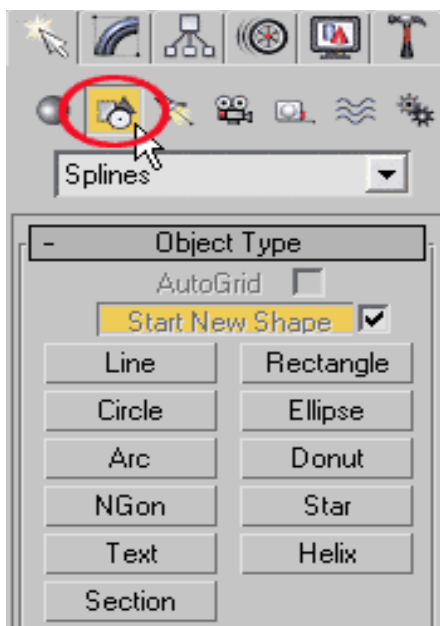 Splines
- Object Type
AutoGrid
Start New Shape
Line Rectangle
Circle Ellipse
Arc Donut
NGon Star
Text Helix
Section